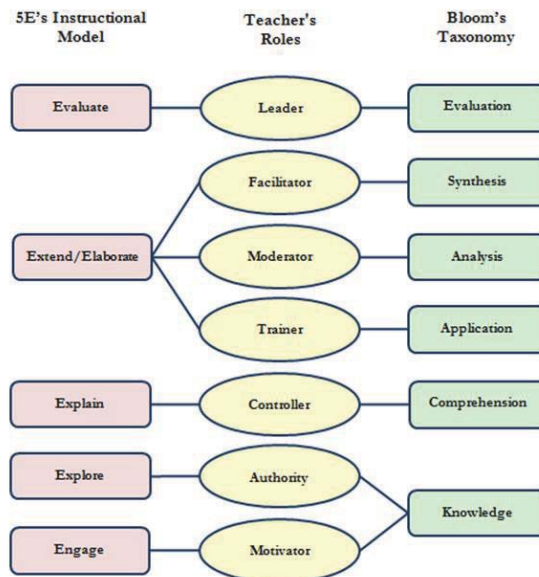 5E's Instructional
Model
Teacher's
Roles
Bloom's
Taxonomy
Evaluate
Leader
Evaluation
Facilitator
Synthesis
Extend/Elaborate
Moderator
Analysis
Trainer
Application
Explain
Controller
Comprehension
Explore
Authority
Knowledge
Engage
Motivator